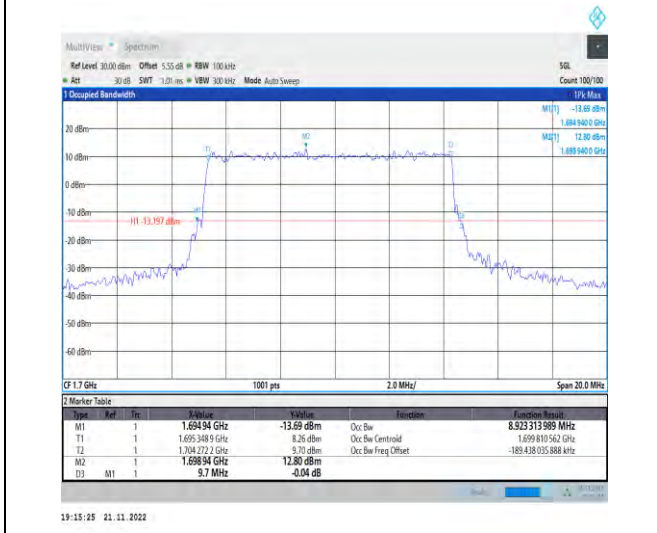 MultiView Spectrum
Ref Level 30.00 dBm Offset 5.55 dB RBW 100 kHz SGL
Att 30 dB SWT 1.01 ms VBW 300 kHz Mode Auto Sweep Count 100/100
1 Occupied Bandwidth 1Pk Max
M1[1] -13.69 dBm
1.694 940 0 GHz
M2[1] 12.80 dBm
1.698 940 0 GHz
20 dBm
10 dBm
0 dBm
-10 dBm
H1 -13.197 dBm
-20 dBm
-30 dBm
-40 dBm
-50 dBm
-60 dBm
T1
M2
T2
M1
D3
CF 1.7 GHz 1001 pts 2.0 MHz/ Span 20.0 MHz
2 Marker Table
Type Ref Trc X-Value Y-Value Function Function Result
M1 1 1.69494 GHz -13.69 dBm Occ Bw 8.923 313 989 MHz
T1 1 1.695 348 9 GHz 8.26 dBm Occ Bw Centroid 1.699 810 562 GHz
T2 1 1.704 272 2 GHz 9.70 dBm Occ Bw Freq Offset -189.438 035 888 kHz
M2 1 1.69894 GHz 12.80 dBm
D3 M1 1 9.7 MHz -0.04 dB
19:15:25 21.11.2022